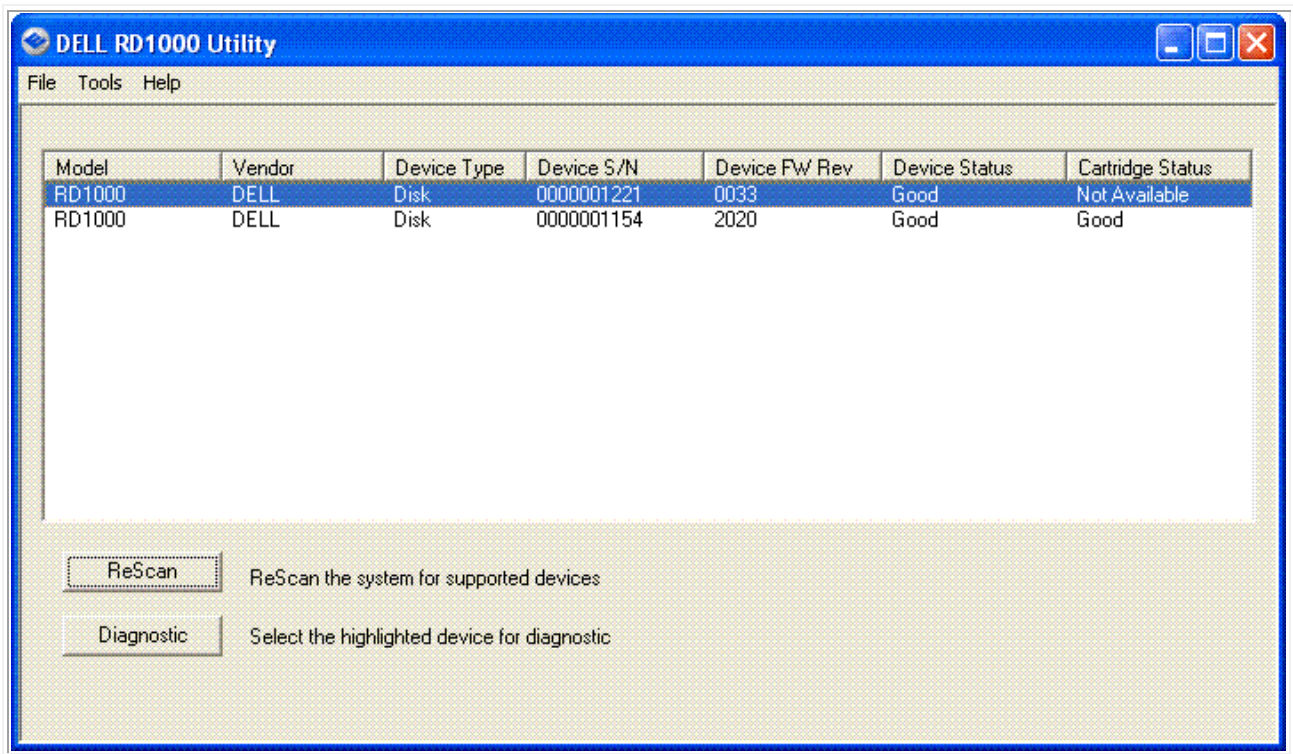 DELL RD1000 Utility
File Tools Help
Model Vendor Device Type Device S/N Device FW Rev Device Status Cartridge Status
RD1000 DELL Disk 0000001221 0033 Good Not Available
RD1000 DELL Disk 0000001154 2020 Good Good
ReScan ReScan the system for supported devices
Diagnostic Select the highlighted device for diagnostic